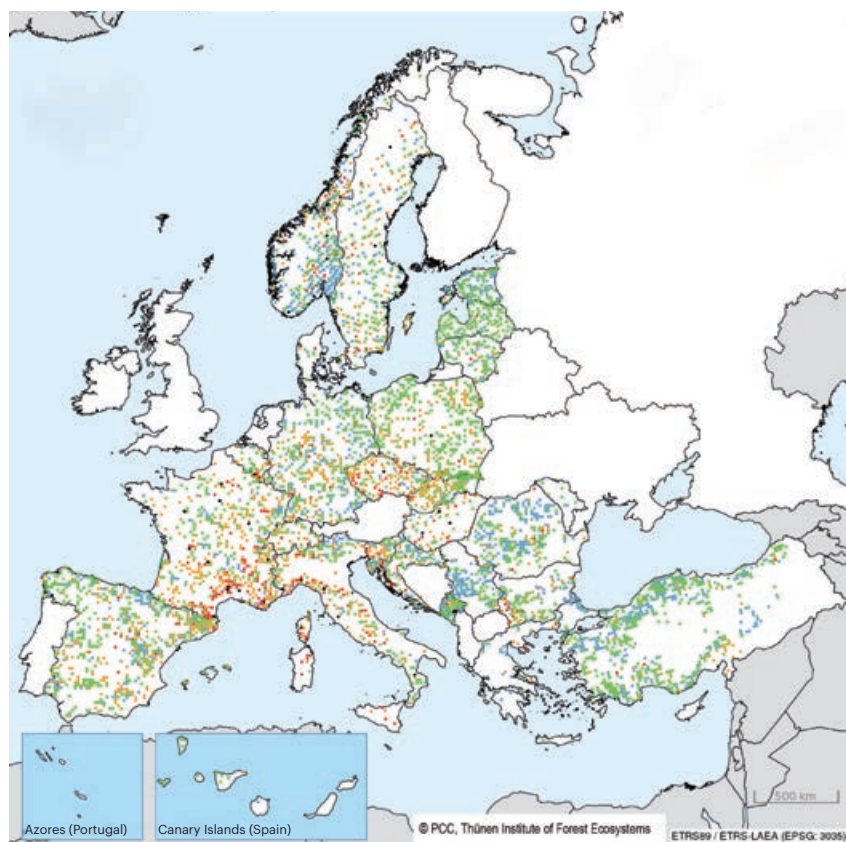 Azores (Portugal)
Canary Islands (Spain)
500 km
© PCC, Thünen Institute of Forest Ecosystems
ETRS89 / ETRS-LAEA (EPSG: 3035)